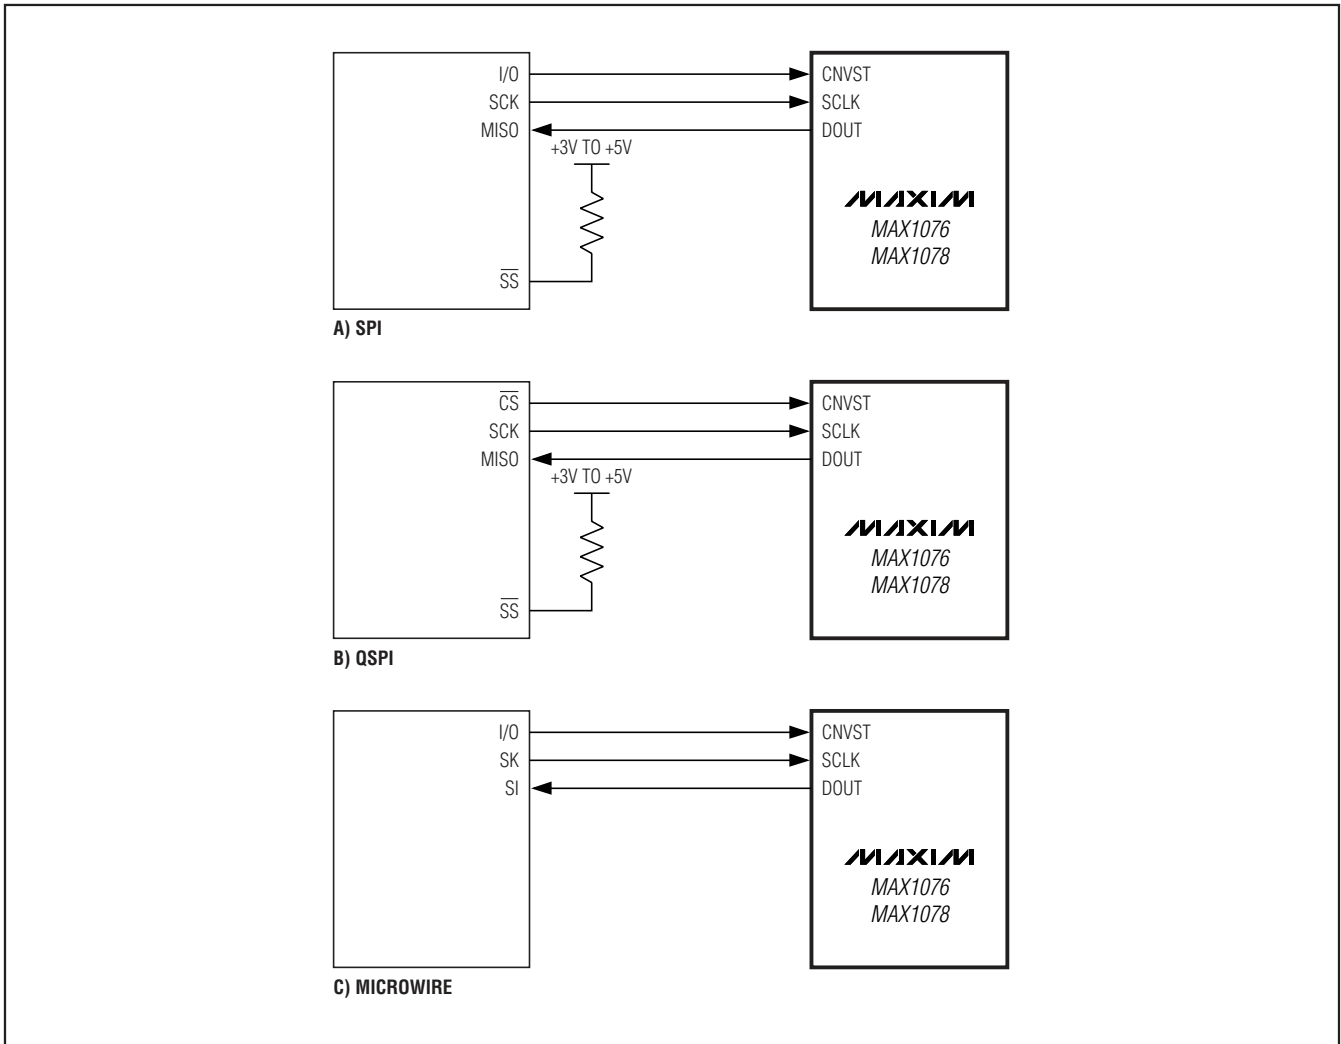 I/O CNVST
SCK SCLK
MISO DOUT
+3V TO +5V
MAXIM
MAX1076
MAX1078
SS
A) SPI
CS CNVST
SCK SCLK
MISO DOUT
+3V TO +5V
MAXIM
MAX1076
MAX1078
SS
B) QSPI
I/O CNVST
SK SCLK
SI DOUT
MAXIM
MAX1076
MAX1078
C) MICROWIRE